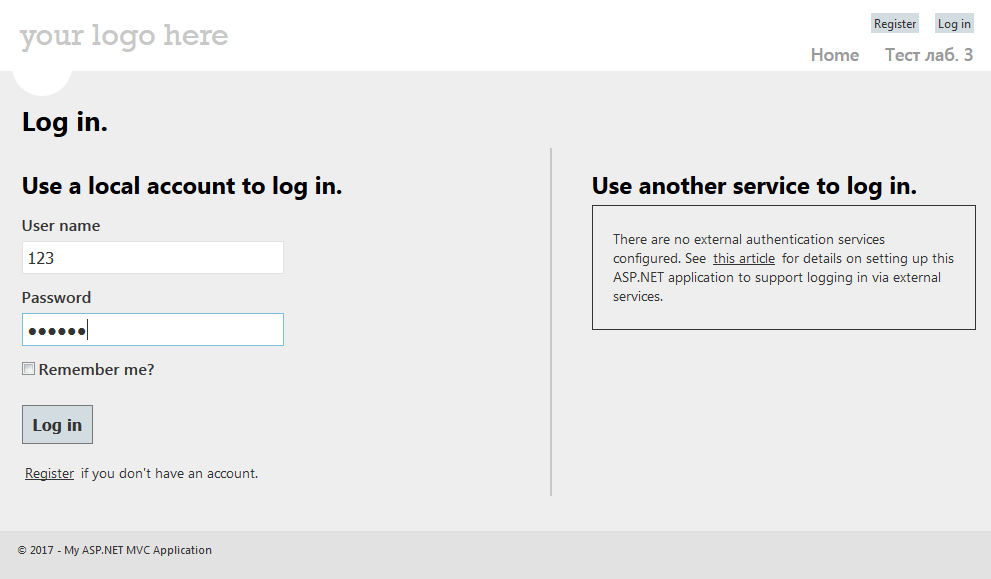 your logo here
Register Log in
Home Тест лаб. 3
Log in.
Use a local account to log in.
User name
123
Password
●●●●●●
Remember me?
Log in
Register if you don't have an account.
Use another service to log in.
There are no external authentication services
configured. See this article for details on setting up this
ASP.NET application to support logging in via external
services.
© 2017 - My ASP.NET MVC Application